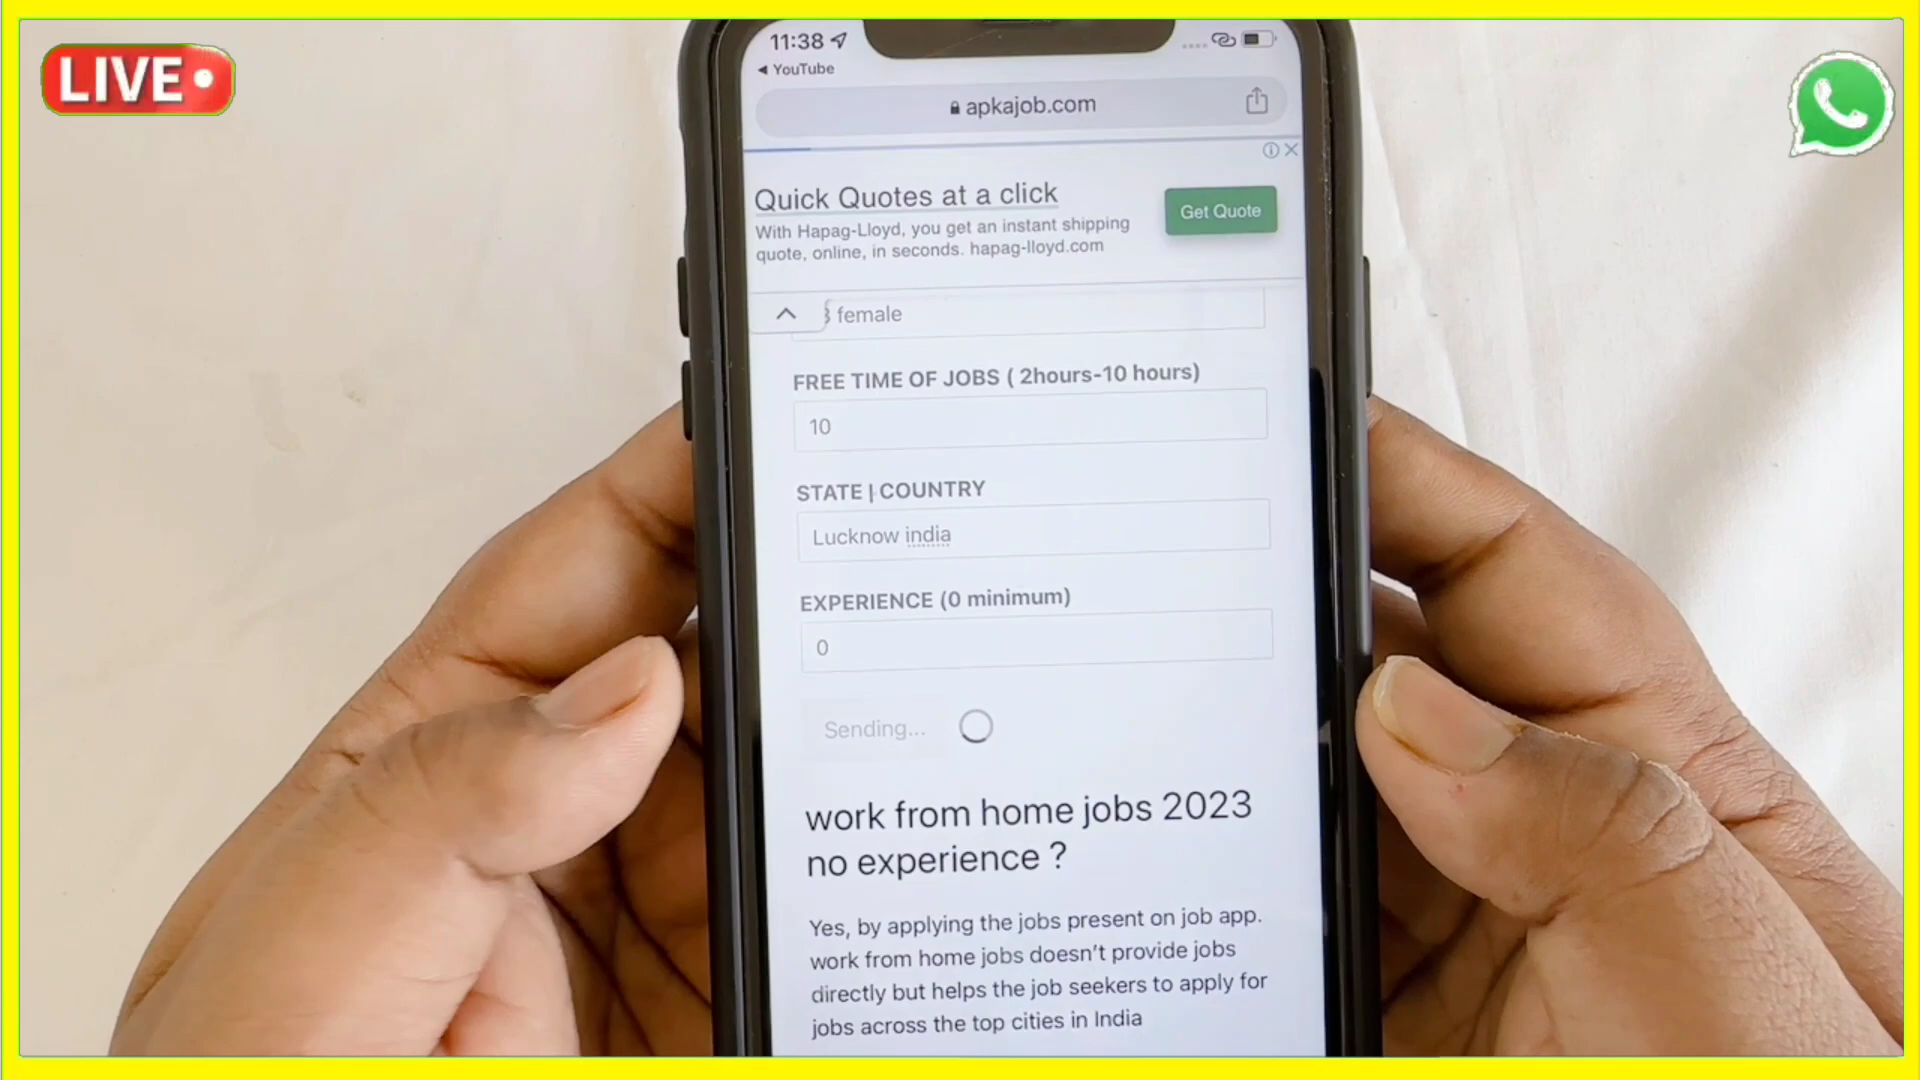 LIVE
11:38
YouTube
apkajob.com
Quick Quotes at a click
With Hapag-Lloyd, you get an instant shipping
quote, online, in seconds. hapag-lloyd.com
Get Quote
female
FREE TIME OF JOBS ( 2hours-10 hours)
10
STATE | COUNTRY
Lucknow india
EXPERIENCE (0 minimum)
0
Sending...
work from home jobs 2023
no experience ?
Yes, by applying the jobs present on job app.
work from home jobs doesn’t provide jobs
directly but helps the job seekers to apply for
jobs across the top cities in India